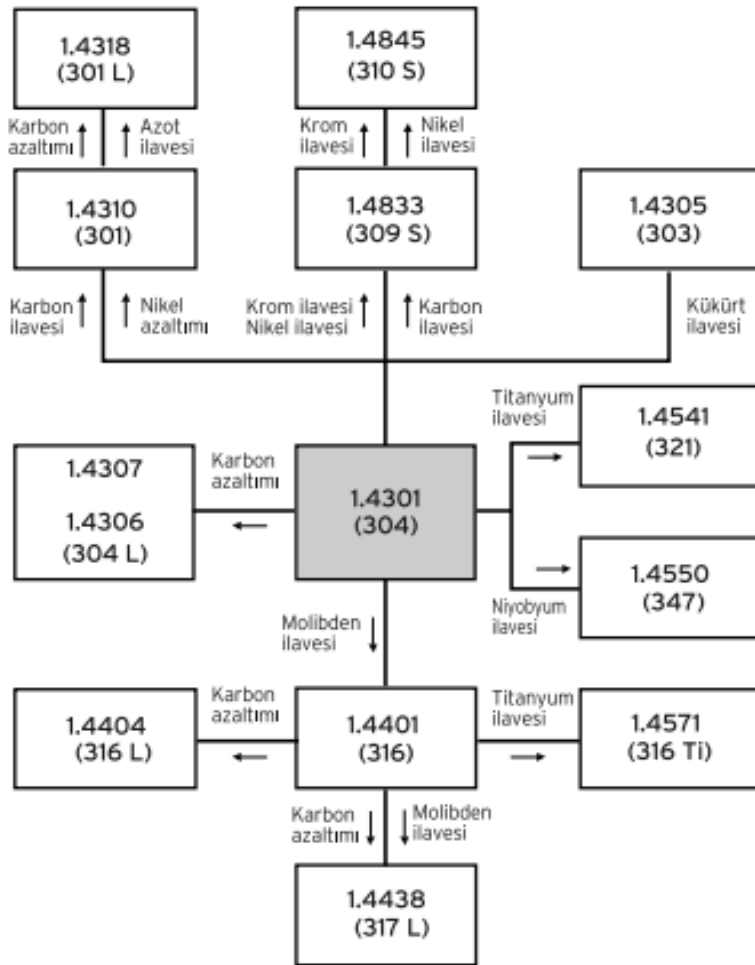 1.4318
(301 L)
1.4845
(310 S)
Karbon
azaltımı
Azot
ilavesi
Krom
ilavesi
Nikel
ilavesi
1.4310
(301)
1.4833
(309 S)
1.4305
(303)
Karbon
ilavesi
Nikel
azaltımı
Krom ilavesi
Nikel ilavesi
Karbon
ilavesi
Kükürt
ilavesi
Titanyum
ilavesi
1.4541
(321)
1.4307
1.4306
(304 L)
Karbon
azaltımı
1.4301
(304)
1.4550
(347)
Niyobyum
ilavesi
Molibden
ilavesi
1.4404
(316 L)
Karbon
azaltımı
1.4401
(316)
Titanyum
ilavesi
1.4571
(316 Ti)
Karbon
azaltımı
Molibden
ilavesi
1.4438
(317 L)